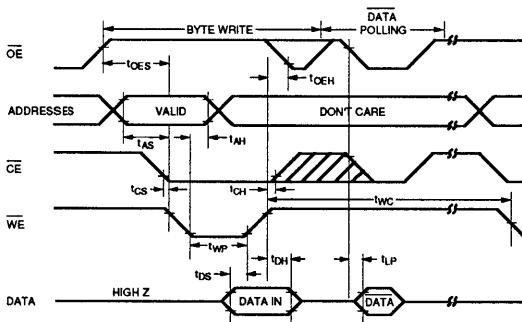 BYTE WRITE
DATA
POLLING
OE
tOES
tOEH
ADDRESSES
VALID
DON'T CARE
tAS
tAH
CE
tCS
tCH
tWC
WE
tWP
tDS
tDH
tLP
DATA
HIGH Z
DATA IN
DATA